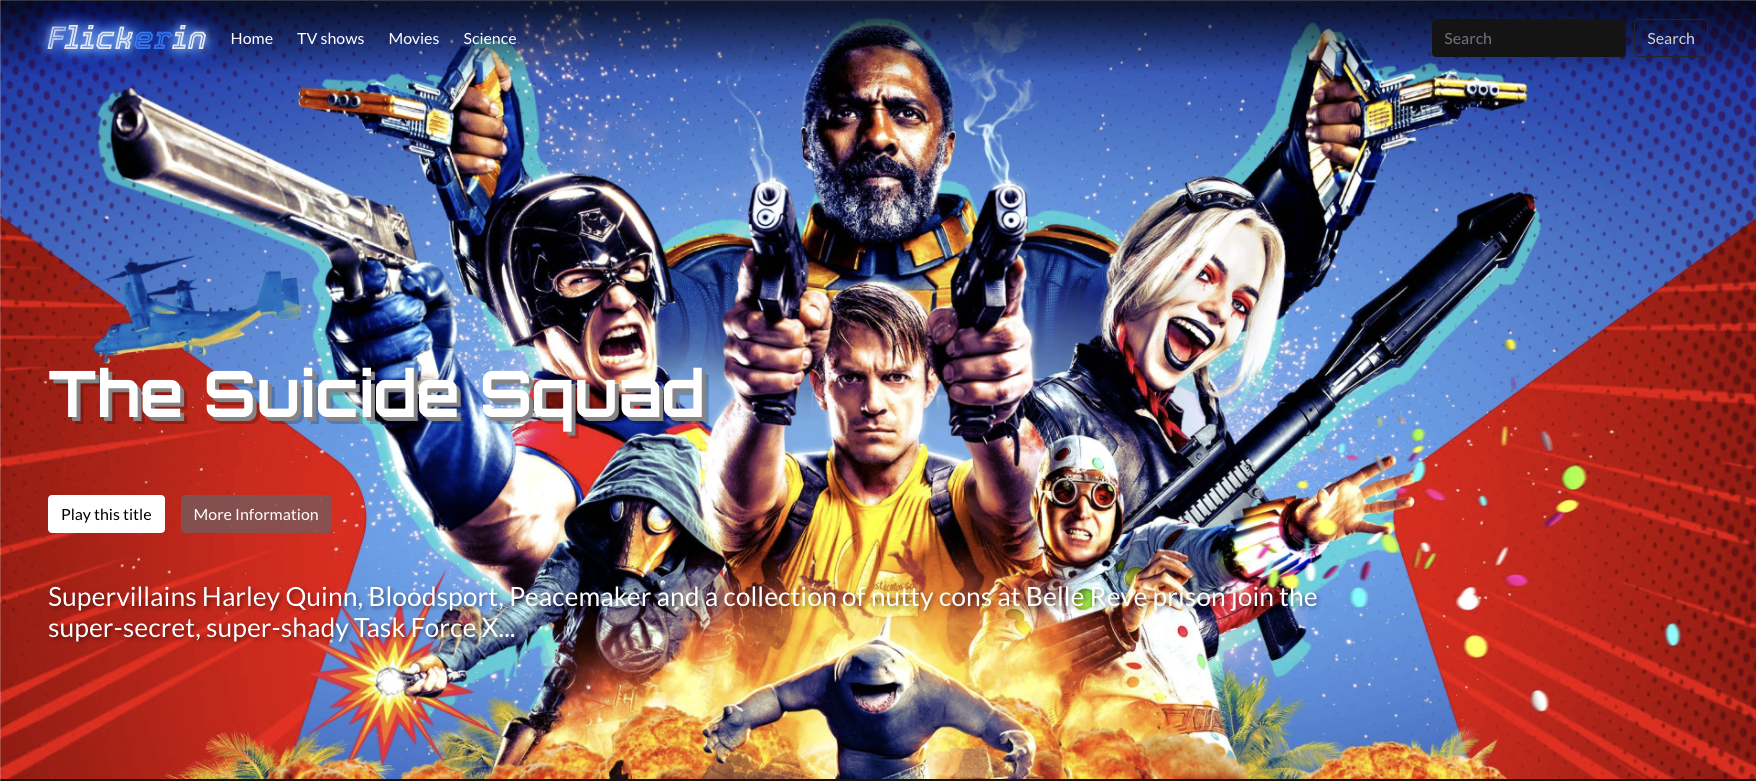 Flickerin Home TV shows Movies Science Search Search
The Suicide Squad
Play this title More Information
Supervillains Harley Quinn, Bloodsport, Peacemaker and a collection of nutty cons at Belle Reve prison join the
super-secret, super-shady Task Force X...